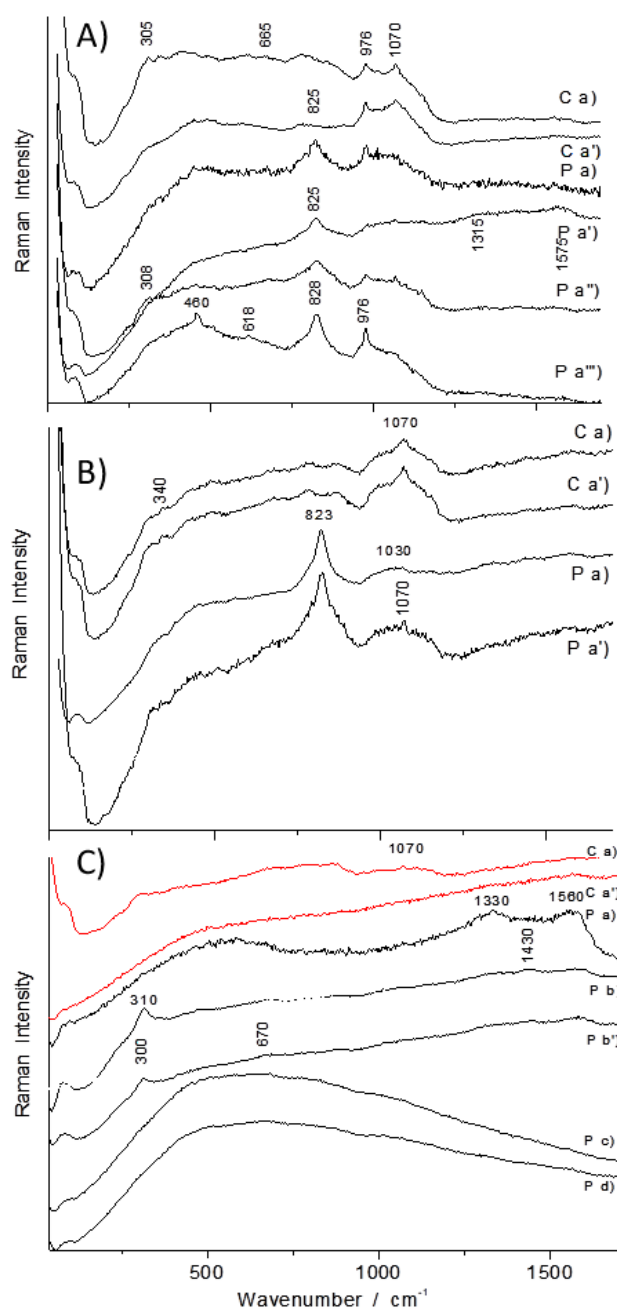 A)
305
665
976
1070
C a)
825
C a')
P a)
825
1315
P a')
1575
308
P a'')
460
618
828
976
P a''')
Raman Intensity
B)
1070
C a)
340
C a')
823
1030
P a)
1070
P a')
Raman Intensity
C)
1070
C a)
C a')
1330
1560
P a)
1430
310
P b)
300
670
P b')
P c)
P d)
Raman Intensity
500
1000
1500
Wavenumber / cm⁻¹